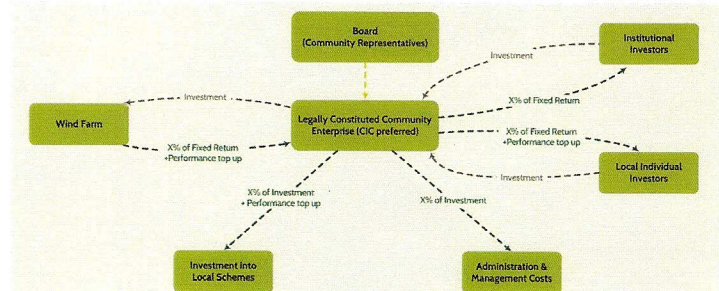 Board
(Community Representatives)
Institutional
Investors
Investment
X% of Fixed Return
Investment
Wind Farm
Legally Constituted Community
Enterprise (CIC preferred)
X% of Fixed Return
+Performance top up
X% of Fixed Return
+Performance top up
Investment
Local Individual
Investors
X% of Investment
+ Performance top up
X% of Investment
Investment into
Local Schemes
Administration &
Management Costs